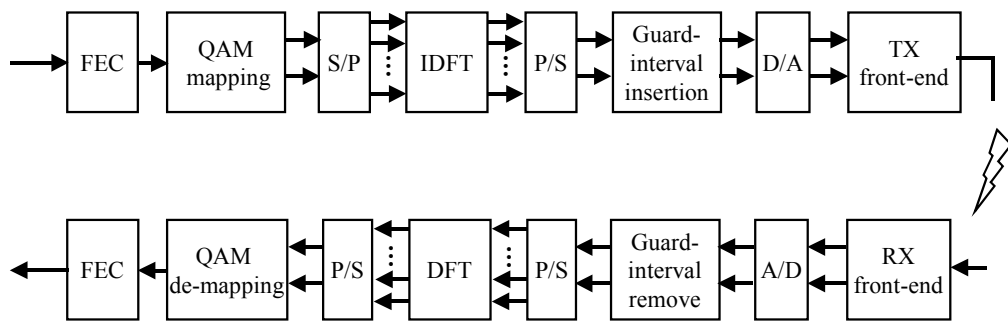 FEC
QAM
mapping
S/P
IDFT
P/S
Guard-
interval
insertion
D/A
TX
front-end
FEC
QAM
de-mapping
P/S
DFT
P/S
Guard-
interval
remove
A/D
RX
front-end